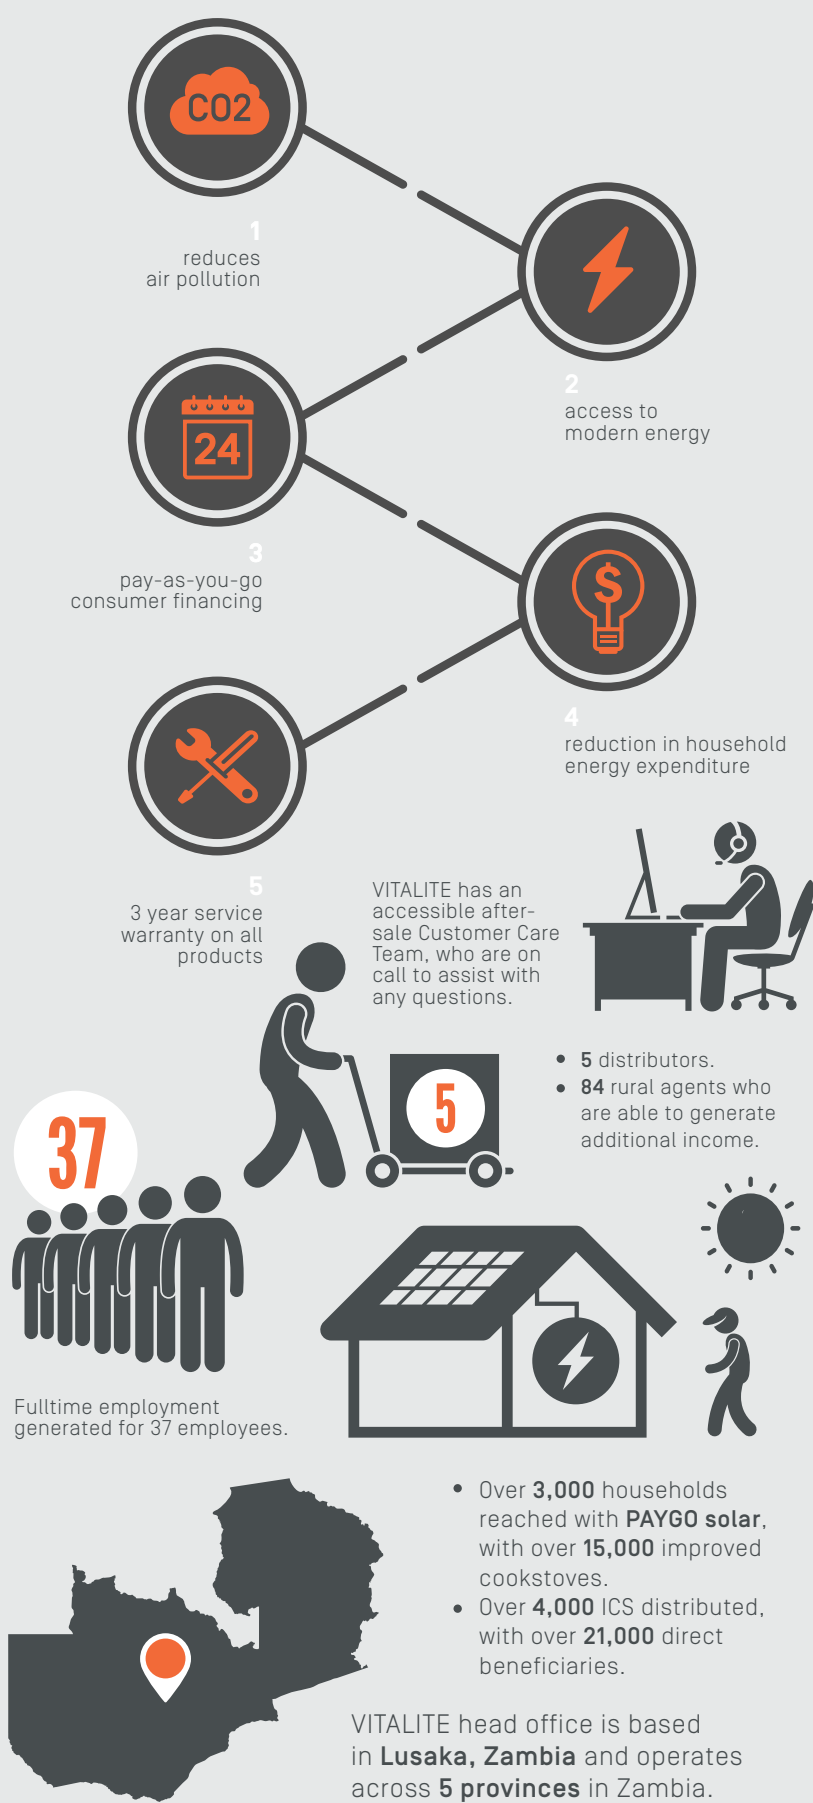 CO2
1
reduces
air pollution
2
access to
modern energy
24
3
pay-as-you-go
consumer financing
$
4
reduction in household
energy expenditure
5
3 year service
warranty on all
products
VITALITE has an
accessible after-
sale Customer Care
Team, who are on
call to assist with
any questions.
• 5 distributors.
• 84 rural agents who
are able to generate
additional income.
5
37
Fulltime employment
generated for 37 employees.
• Over 3,000 households
reached with PAYGO solar,
with over 15,000 improved
cookstoves.
• Over 4,000 ICS distributed,
with over 21,000 direct
beneficiaries.
VITALITE head office is based
in Lusaka, Zambia and operates
across 5 provinces in Zambia.